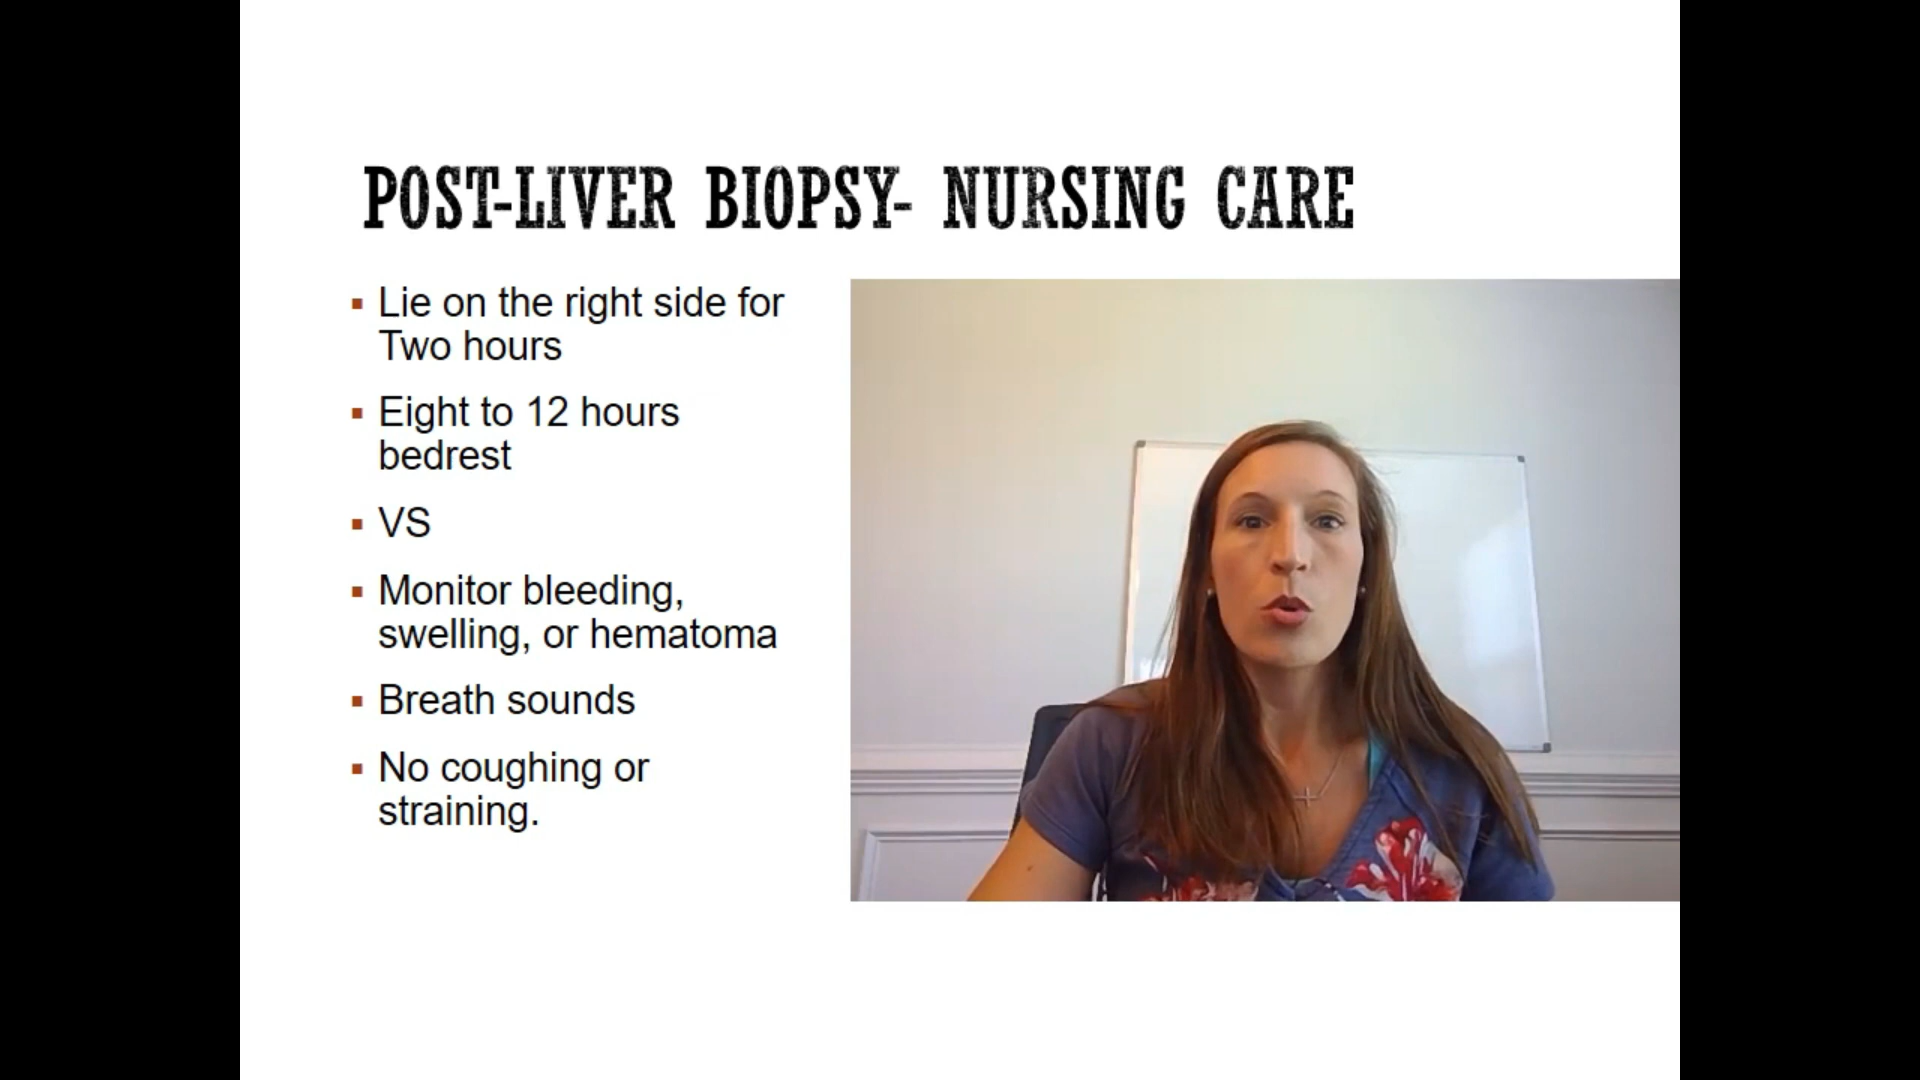 POST-LIVER BIOPSY- NURSING CARE
Lie on the right side for
Two hours
Eight to 12 hours
bedrest
VS
Monitor bleeding,
swelling, or hematoma
Breath sounds
No coughing or
straining.